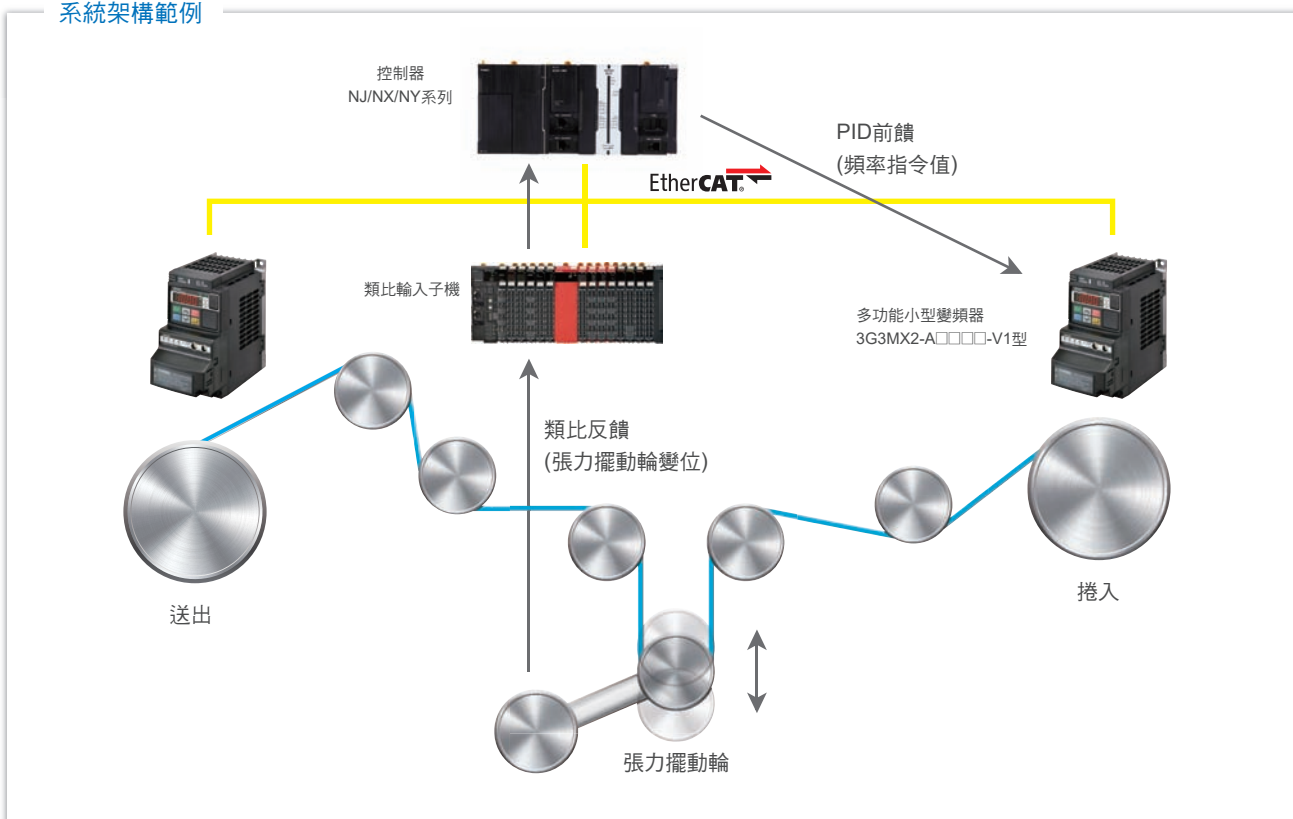 系統架構範例
控制器
NJ/NX/NY系列
PID前饋
(頻率指令值)
EtherCAT®
類比輸入子機
多功能小型變頻器
3G3MX2-A□□□□-V1型
類比反饋
(張力擺動輪變位)
送出
捲入
張力擺動輪